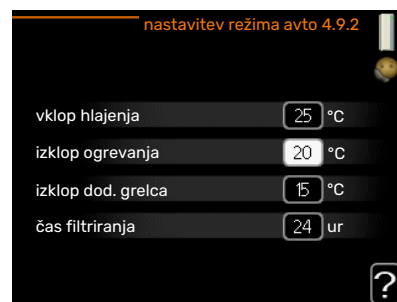 nastavitev režima avto 4.9.2
vklop hlajenja 25 °C
izklop ogrevanja 20 °C
izklop dod. grelca 15 °C
čas filtriranja 24 ur
?